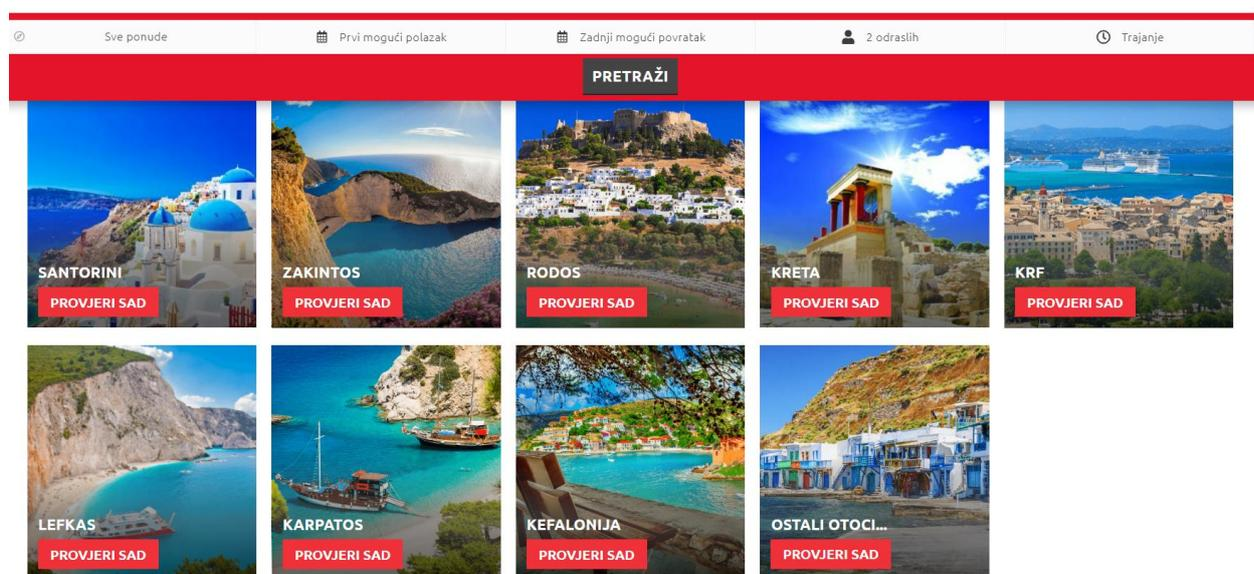 Sve ponude
Prvi mogući polazak
Zadnji mogući povratak
2 odraslih
Trajanje
PRETRAŽI
SANTORINI
PROVJERI SAD
ZAKINTOS
PROVJERI SAD
RODOS
PROVJERI SAD
KRETA
PROVJERI SAD
KRF
PROVJERI SAD
LEFKAS
PROVJERI SAD
KARPATOS
PROVJERI SAD
KEFALONIJA
PROVJERI SAD
OSTALI OTOCI...
PROVJERI SAD